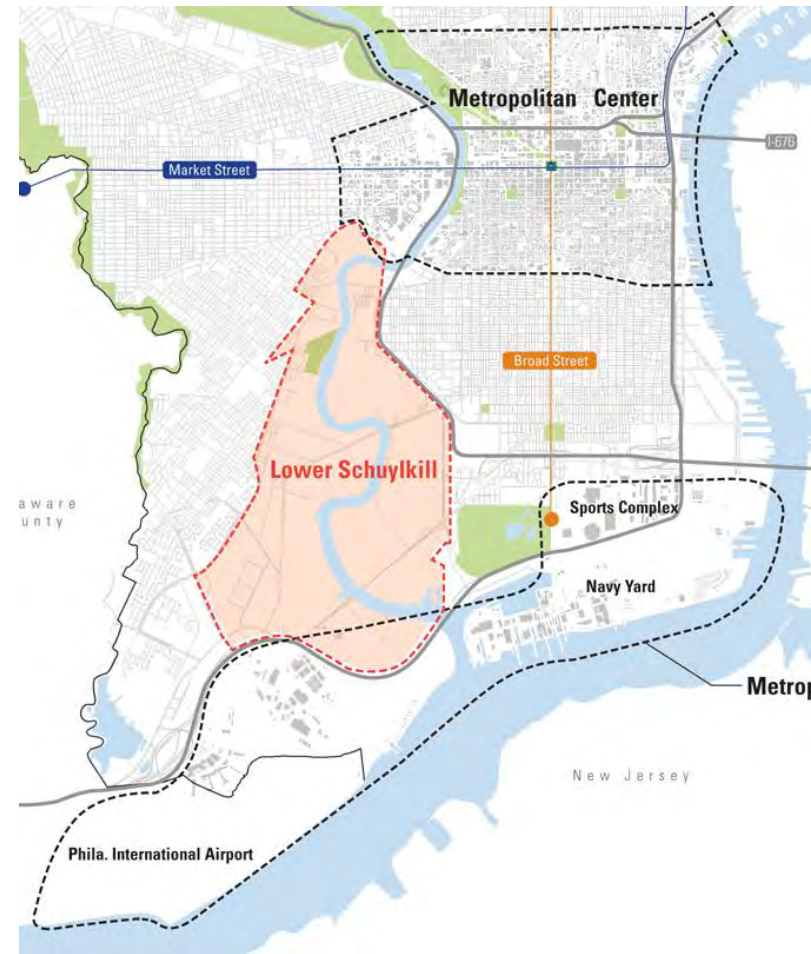 Dela
Metropolitan Center
I-676
Market Street
Broad Street
Lower Schuylkill
aware
unty
Sports Complex
Navy Yard
Metrop
New Jersey
Phila. International Airport